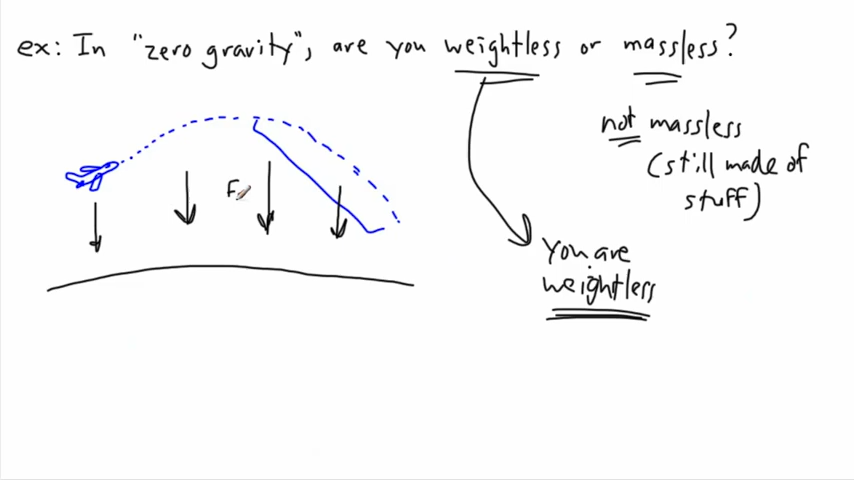 ex: In "zero gravity", are you weightless or massless?
not massless
(still made of
stuff)
F
you are
weightless